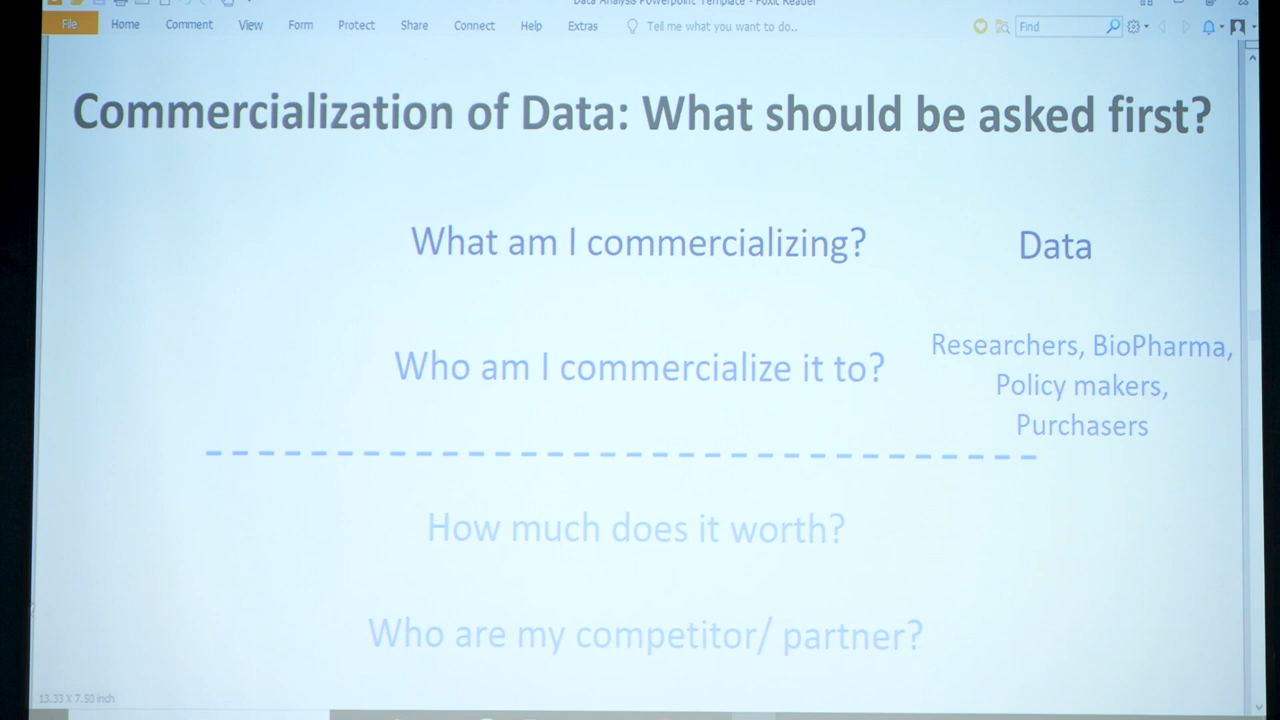 Data Analysis Powerpoint Template - Foxit Reader
File Home Comment View Form Protect Share Connect Help Extras Tell me what you want to do.. Find
Commercialization of Data: What should be asked first?
What am I commercializing? Data
Who am I commercialize it to? Researchers, BioPharma,
Policy makers,
Purchasers
How much does it worth?
Who are my competitor/ partner?
13.33 X 7.50 inch